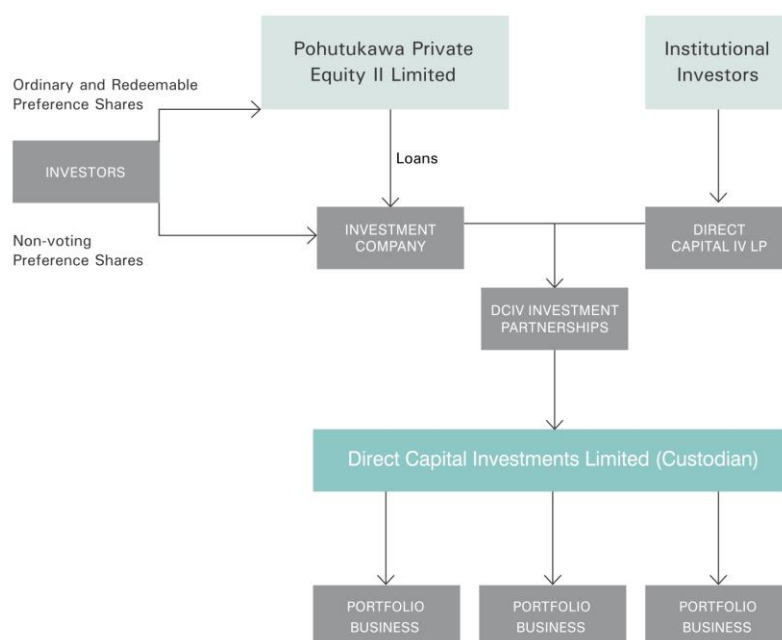 Pohutukawa Private
Equity II Limited
Institutional
Investors
Ordinary and Redeemable
Preference Shares
INVESTORS
Loans
Non-voting
Preference Shares
INVESTMENT
COMPANY
DIRECT
CAPITAL IV LP
DCIV INVESTMENT
PARTNERSHIPS
Direct Capital Investments Limited (Custodian)
PORTFOLIO
BUSINESS
PORTFOLIO
BUSINESS
PORTFOLIO
BUSINESS